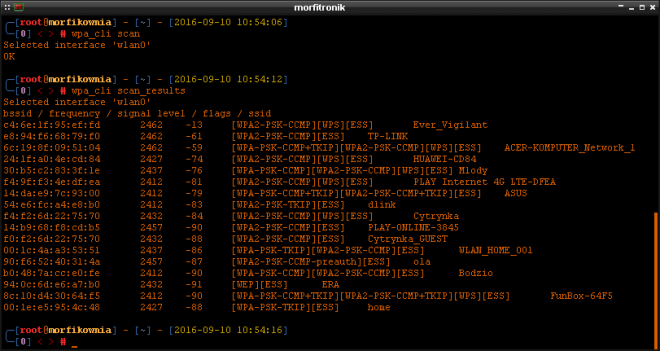 morfitronik
[root@morfikownia] - [~] - [2016-09-10 10:54:06]
[0] < > # wpa_cli scan
Selected interface 'wlan0'
OK
[root@morfikownia] - [~] - [2016-09-10 10:54:12]
[0] < > # wpa_cli scan_results
Selected interface 'wlan0'
bssid / frequency / signal level / flags / ssid
c4:6e:1f:95:ef:fd 2462 -13 [WPA2-PSK-CCMP][WPS][ESS] Ever_Vigilant
e8:94:f6:68:79:f0 2462 -61 [WPA2-PSK-CCMP][ESS] TP-LINK
6c:19:8f:09:51:04 2462 -59 [WPA-PSK-CCMP+TKIP][WPA2-PSK-CCMP+TKIP][ESS] ACER-KOMPUTER_Network_1
24:1f:a0:4e:cd:84 2427 -74 [WPA2-PSK-CCMP][WPS][ESS] HUAWEI-CD84
30:b5:c2:83:3f:1e 2437 -76 [WPA-PSK-CCMP][WPA2-PSK-CCMP][ESS] Mlody
f4:9f:f3:4e:df:ea 2412 -81 [WPA2-PSK-CCMP][WPS][ESS] PLAY Internet 4G LTE-DFEA
14:da:e9:7c:93:00 2412 -79 [WPA-PSK-CCMP+TKIP][WPA2-PSK-CCMP+TKIP][ESS] ASUS
54:e6:fc:a4:e8:b0 2412 -83 [WPA2-PSK-TKIP][ESS] dlink
f4:f2:6d:22:75:70 2432 -84 [WPA2-PSK-CCMP][WPS][ESS] Cytrynka
14:b9:68:f8:cd:b5 2457 -90 [WPA2-PSK-CCMP][ESS] PLAY-ONLINE-3845
f0:f2:6d:22:75:70 2432 -88 [WPA2-PSK-CCMP][ESS] Cytrynka_GUEST
00:1c:4a:a3:53:51 2437 -86 [WPA-PSK-TKIP][WPA2-PSK-CCMP][ESS] WLAN_HOME_001
90:f6:52:40:31:4a 2457 -87 [WPA2-PSK-CCMP-preauth][ESS] ola
b0:48:7a:cc:e0:fe 2412 -90 [WPA-PSK-CCMP][WPA2-PSK-CCMP][ESS] Bodzio
94:0c:6d:e6:a7:b0 2432 -91 [WEP][ESS] ERA
8c:10:d4:30:64:f5 2412 -90 [WPA-PSK-CCMP+TKIP][WPA2-PSK-CCMP+TKIP][WPS][ESS] FunBox-64F5
00:1e:e5:95:4c:48 2427 -88 [WPA-PSK-TKIP][ESS] home
[root@morfikownia] - [~] - [2016-09-10 10:54:16]
[0] < > # _